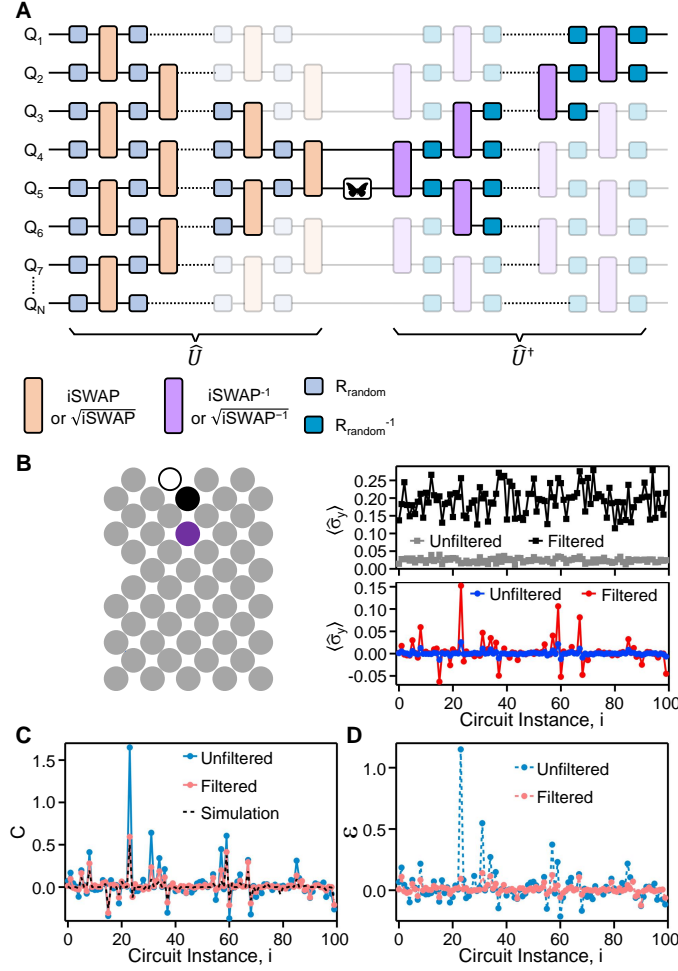 A
Q1
Q2
Q3
Q4
Q5
Q6
Q7
QN
Û
Û†
iSWAP
or √iSWAP
iSWAP-1
or √iSWAP-1
Rrandom
Rrandom-1
B
⟨σ̂y⟩
0.25
0.20
0.15
0.10
0.05
0.00
Unfiltered
Filtered
⟨σ̂y⟩
0.15
0.10
0.05
0.00
-0.05
Unfiltered
Filtered
0
20
40
60
80
100
Circuit Instance, i
C
C
1.5
1.0
0.5
0.0
Unfiltered
Filtered
Simulation
0
20
40
60
80
100
Circuit Instance, i
D
ε
1.0
0.5
0.0
Unfiltered
Filtered
0
20
40
60
80
100
Circuit Instance, i